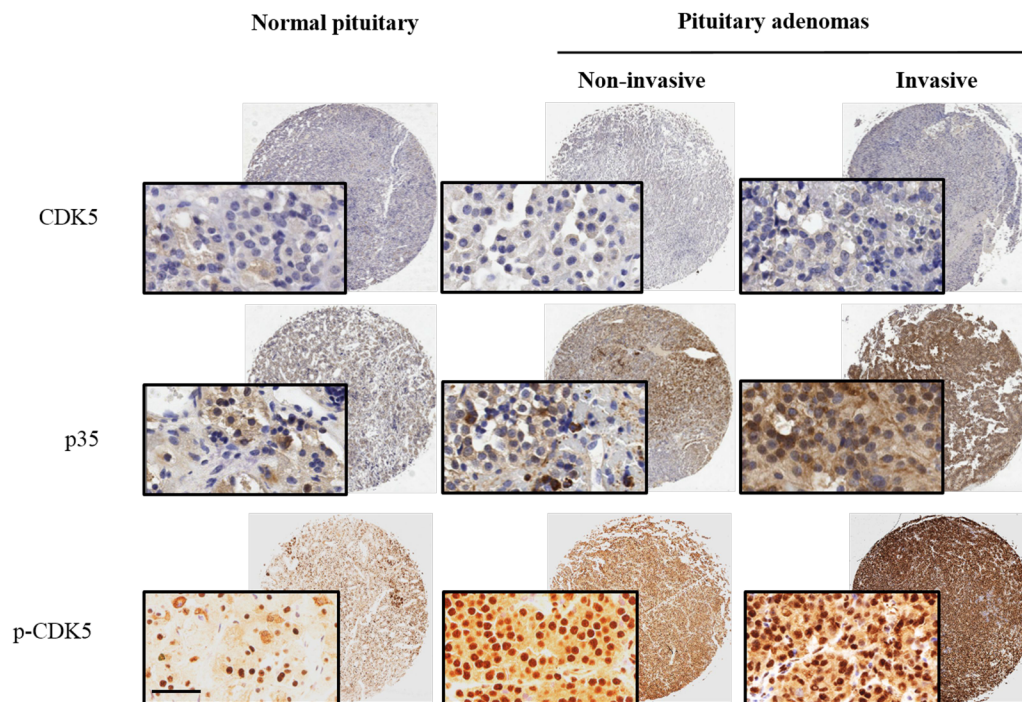 Normal pituitary
Pituitary adenomas
Non-invasive
Invasive
CDK5
p35
p-CDK5